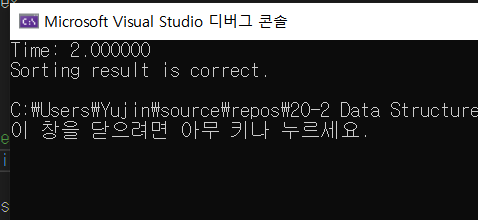 Microsoft Visual Studio 디버그 콘솔
Time: 2.000000
Sorting result is correct.
C:₩Users₩Yujin₩source₩repos₩20-2 Data Structure
이 창을 닫으려면 아무 키나 누르세요.